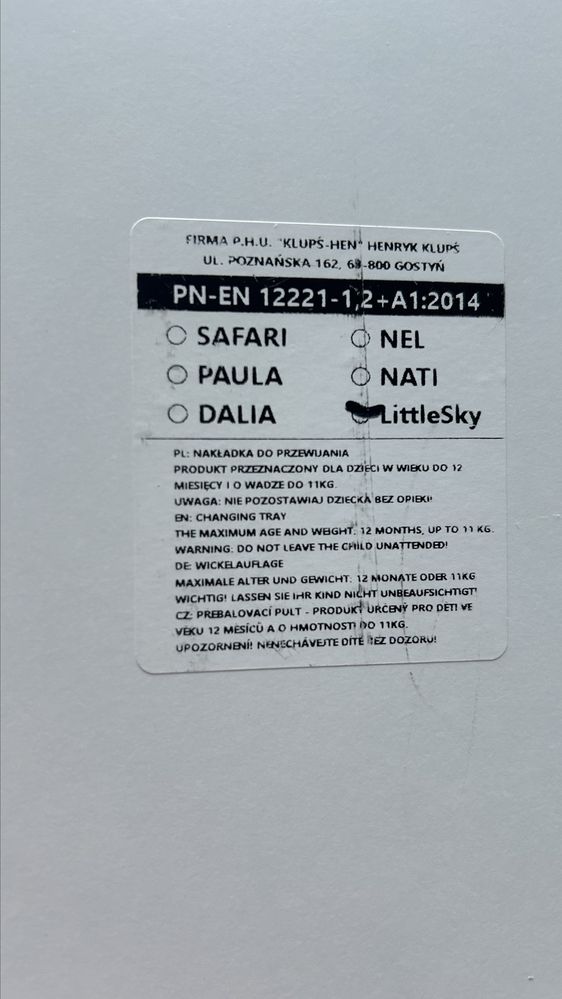 FIRMA P.H.U. "KLUPŚ-HEN" HENRYK KLUPŚ
UL. POZNAŃSKA 162, 63-800 GOSTYŃ
PN-EN 12221-1,2+A1:2014
SAFARI NEL
PAULA NATI
DALIA LittleSky
PL: NAKŁADKA DO PRZEWIJANIA
PRODUKT PRZEZNACZONY DLA DZIECI W WIEKU DO 12
MIESIĘCY I O WADZE DO 11KG.
UWAGA: NIE POZOSTAWIAJ DZIECKA BEZ OPIEKI!
EN: CHANGING TRAY
THE MAXIMUM AGE AND WEIGHT: 12 MONTHS, UP TO 11 KG.
WARNING: DO NOT LEAVE THE CHILD UNATTENDED!
DE: WICKELAUFLAGE
MAXIMALE ALTER UND GEWICHT: 12 MONATE ODER 11KG
WICHTIG! LASSEN SIE IHR KIND NICHT UNBEAUFSICHTIGT!
CZ: PREBALOVACÍ PULT - PRODUKT URČENÝ PRO DĚTI VE
VĚKU 12 MĚSÍCŮ A O HMOTNOSTI DO 11KG.
UPOZORNĚNÍ! NENECHÁVEJTE DÍTĚ BEZ DOZORU!